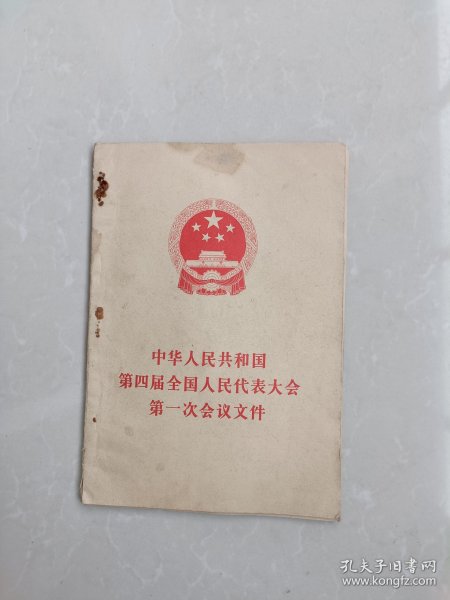 中华人民共和国
第四届全国人民代表大会
第一次会议文件
孔夫子旧书网
www.kongfz.com